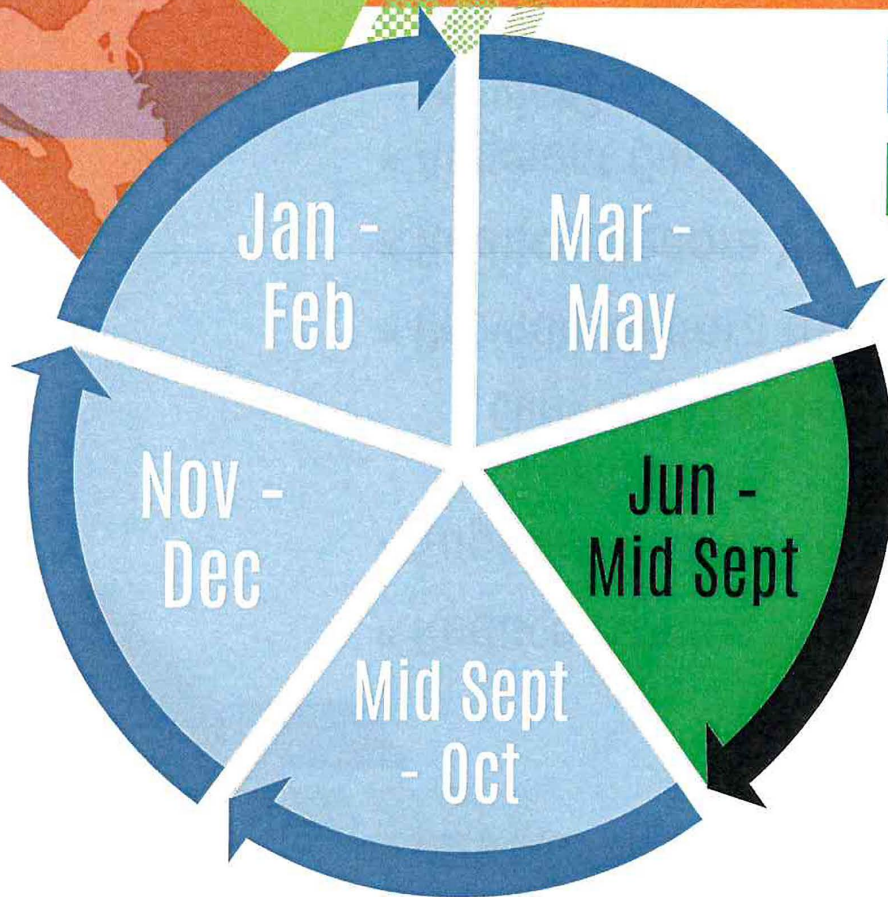 Jan -
Feb
Mar -
May
Jun -
Mid Sept
Mid Sept
- Oct
Nov -
Dec